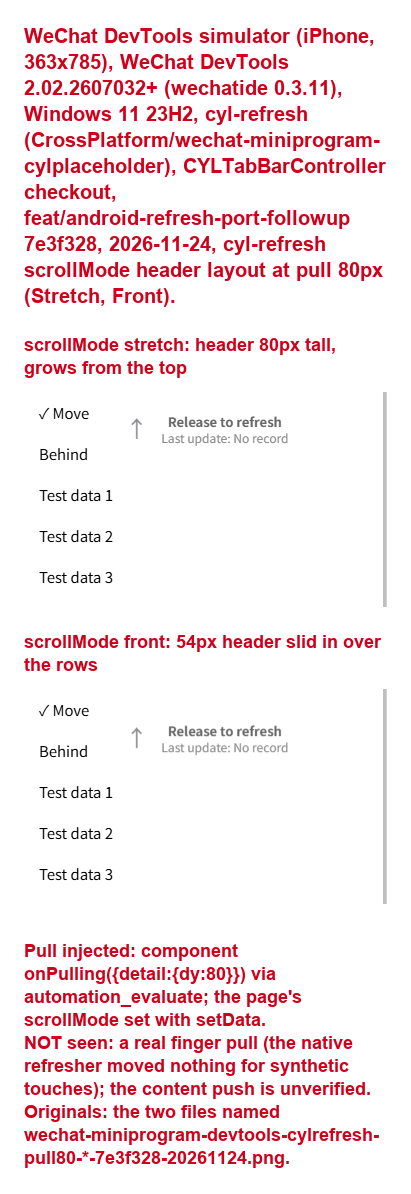 WeChat DevTools simulator (iPhone,
363x785), WeChat DevTools
2.02.2607032+ (wechatide 0.3.11),
Windows 11 23H2, cyl-refresh
(CrossPlatform/wechat-miniprogram-
cylplaceholder), CYLTabBarController
checkout,
feat/android-refresh-port-followup
7e3f328, 2026-11-24, cyl-refresh
scrollMode header layout at pull 80px
(Stretch, Front).
scrollMode stretch: header 80px tall,
grows from the top
✓ Move
↑ Release to refresh
Last update: No record
Behind
Test data 1
Test data 2
Test data 3
scrollMode front: 54px header slid in over
the rows
✓ Move
↑ Release to refresh
Last update: No record
Behind
Test data 1
Test data 2
Test data 3
Pull injected: component
onPulling({detail:{dy:80}}) via
automation_evaluate; the page's
scrollMode set with setData.
NOT seen: a real finger pull (the native
refresher moved nothing for synthetic
touches); the content push is unverified.
Originals: the two files named
wechat-miniprogram-devtools-cylrefresh-
pull80-*-7e3f328-20261124.png.